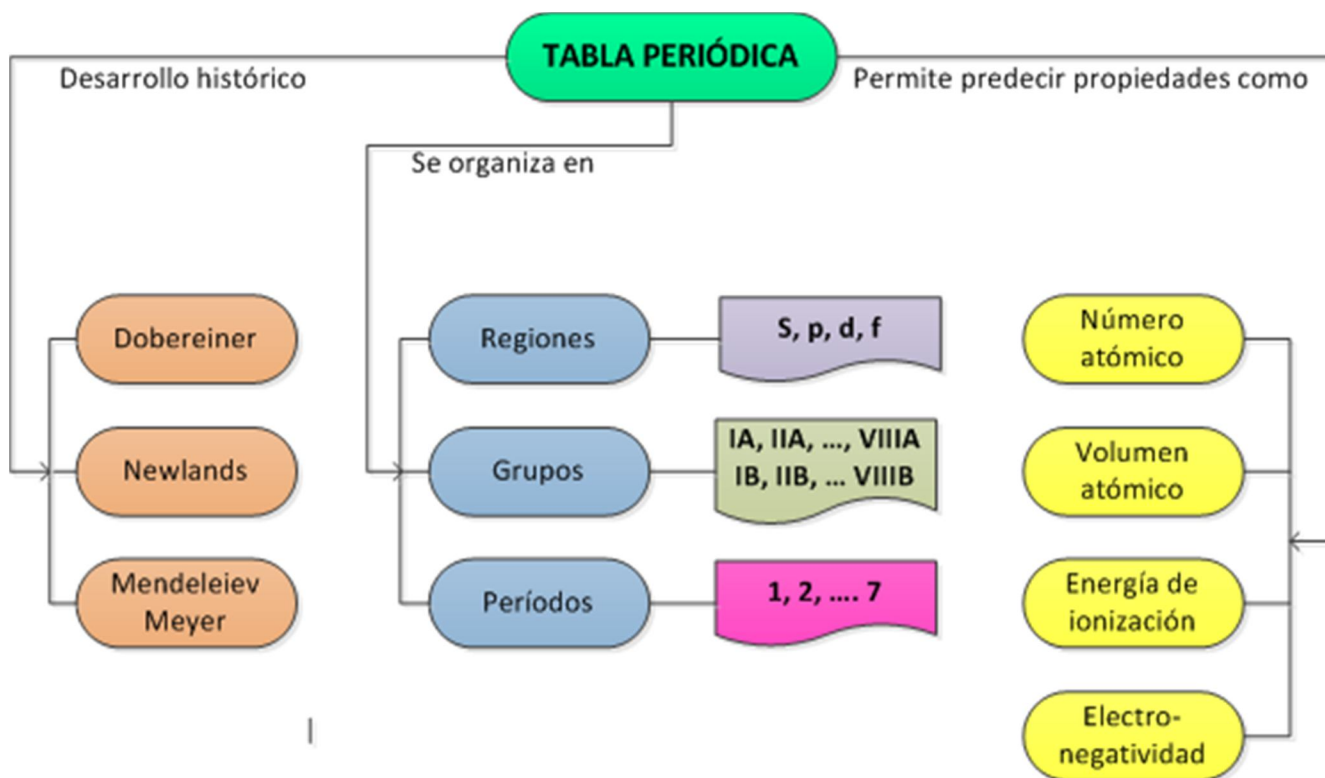 TABLA PERIÓDICA
Desarrollo histórico
Permite predecir propiedades como
Se organiza en
Dobereiner
Newlands
Mendeleiev
Meyer
Regiones
S, p, d, f
Grupos
IA, IIA, ..., VIIIA
IB, IIB, ... VIIIB
Períodos
1, 2, .... 7
Número
atómico
Volumen
atómico
Energía de
ionización
Electro-
negatividad